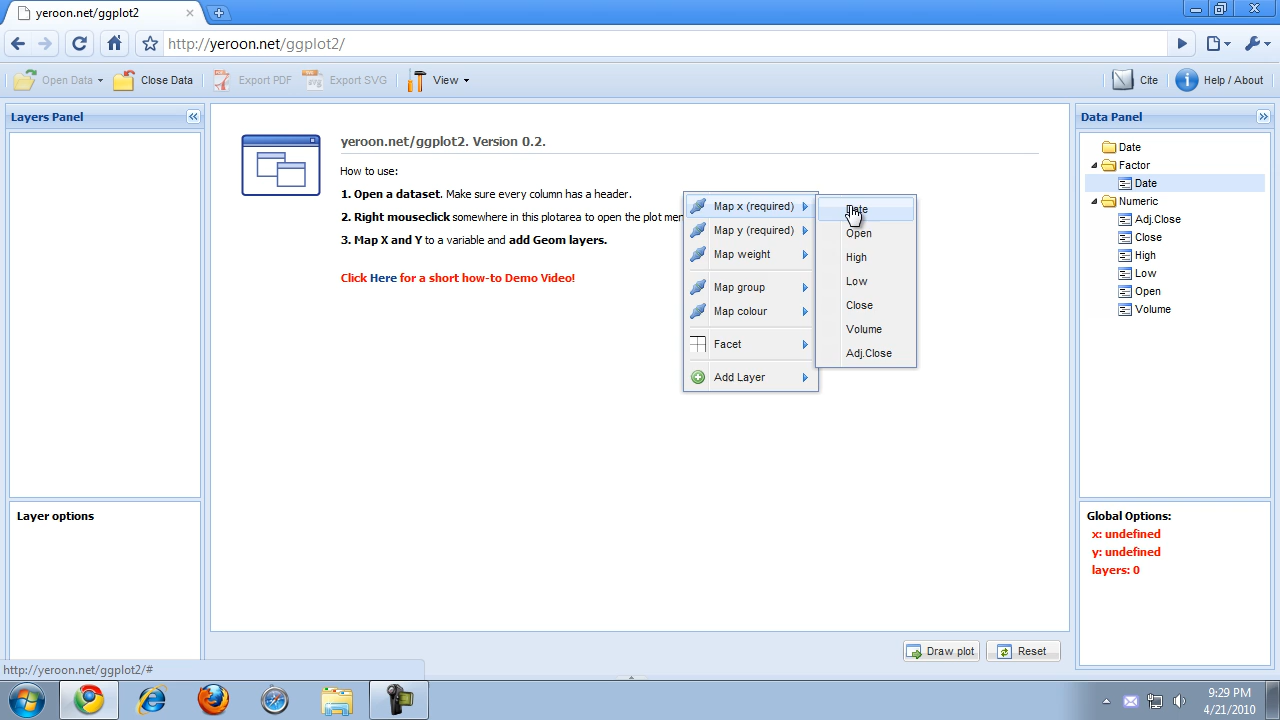 yeroon.net/ggplot2
http://yeroon.net/ggplot2/
Open Data
Close Data
Export PDF
Export SVG
View
Cite
Help / About
Layers Panel
Layer options
yeroon.net/ggplot2. Version 0.2.
How to use:
1. Open a dataset. Make sure every column has a header.
2. Right mouseclick somewhere in this plotarea to open the plot
3. Map X and Y to a variable and add Geom layers.
Click Here for a short how-to Demo Video!
Map x (required)
Map y (required)
Map weight
Map group
Map colour
Facet
Add Layer
Date
Open
High
Low
Close
Volume
Adj.Close
Data Panel
Date
Factor
Date
Numeric
Adj.Close
Close
High
Low
Open
Volume
Global Options:
x: undefined
y: undefined
layers: 0
Draw plot
Reset
http://yeroon.net/ggplot2/#
9:29 PM
4/21/2010